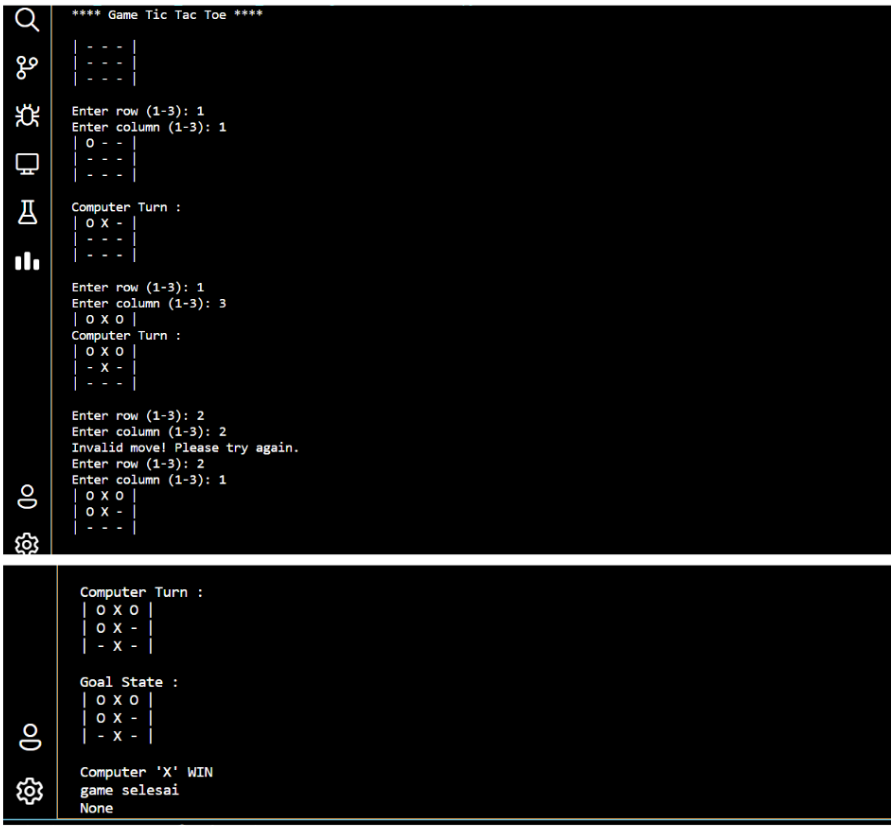 **** Game Tic Tac Toe ****
| - - - |
| - - - |
| - - - |
Enter row (1-3): 1
Enter column (1-3): 1
| O - - |
| - - - |
| - - - |
Computer Turn :
| O X - |
| - - - |
| - - - |
Enter row (1-3): 1
Enter column (1-3): 3
| O X O |
Computer Turn :
| O X O |
| - X - |
| - - - |
Enter row (1-3): 2
Enter column (1-3): 2
Invalid move! Please try again.
Enter row (1-3): 2
Enter column (1-3): 1
| O X O |
| O X - |
| - - - |
Computer Turn :
| O X O |
| O X - |
| - X - |
Goal State :
| O X O |
| O X - |
| - X - |
Computer 'X' WIN
game selesai
None